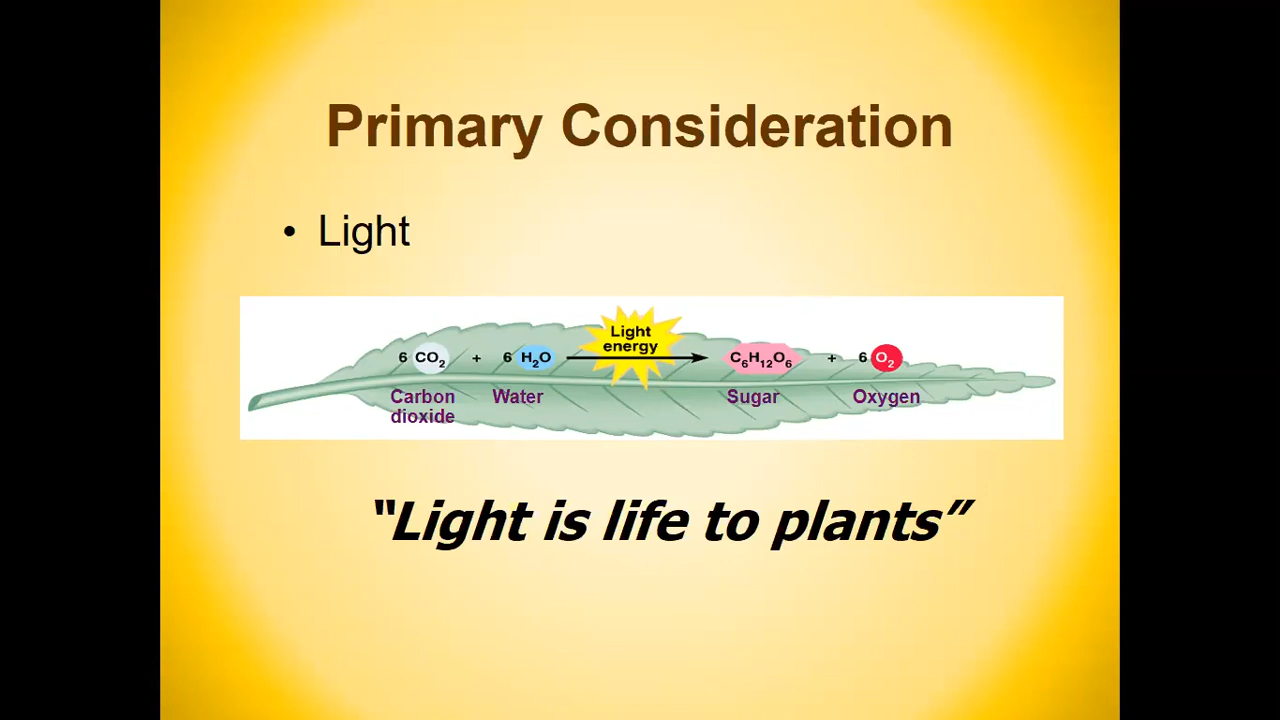 Primary Consideration
• Light
Light
energy
6 CO₂ + 6 H₂O C₆H₁₂O₆ + 6 O₂
Carbon Water Sugar Oxygen
dioxide
“Light is life to plants”